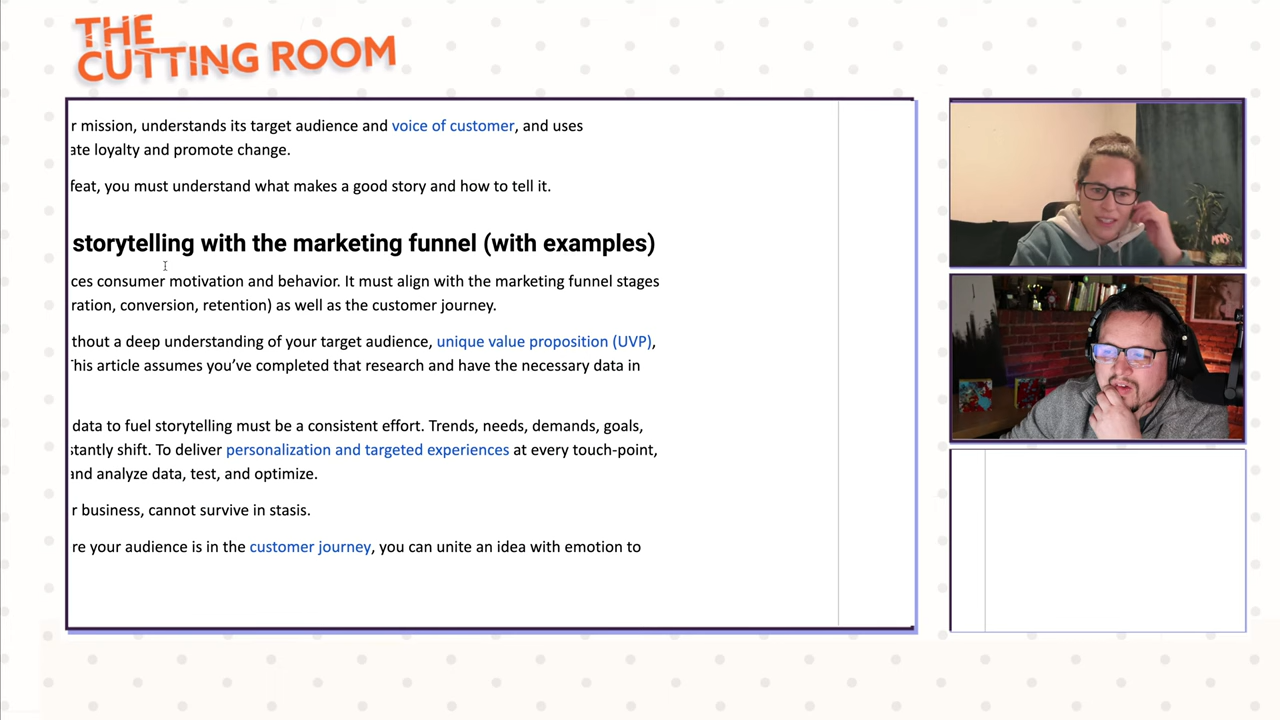 THE
CUTTING ROOM
r mission, understands its target audience and voice of customer, and uses
ate loyalty and promote change.
feat, you must understand what makes a good story and how to tell it.
storytelling with the marketing funnel (with examples)
ces consumer motivation and behavior. It must align with the marketing funnel stages
ration, conversion, retention) as well as the customer journey.
thout a deep understanding of your target audience, unique value proposition (UVP),
This article assumes you’ve completed that research and have the necessary data in
data to fuel storytelling must be a consistent effort. Trends, needs, demands, goals,
stantly shift. To deliver personalization and targeted experiences at every touch-point,
and analyze data, test, and optimize.
r business, cannot survive in stasis.
re your audience is in the customer journey, you can unite an idea with emotion to